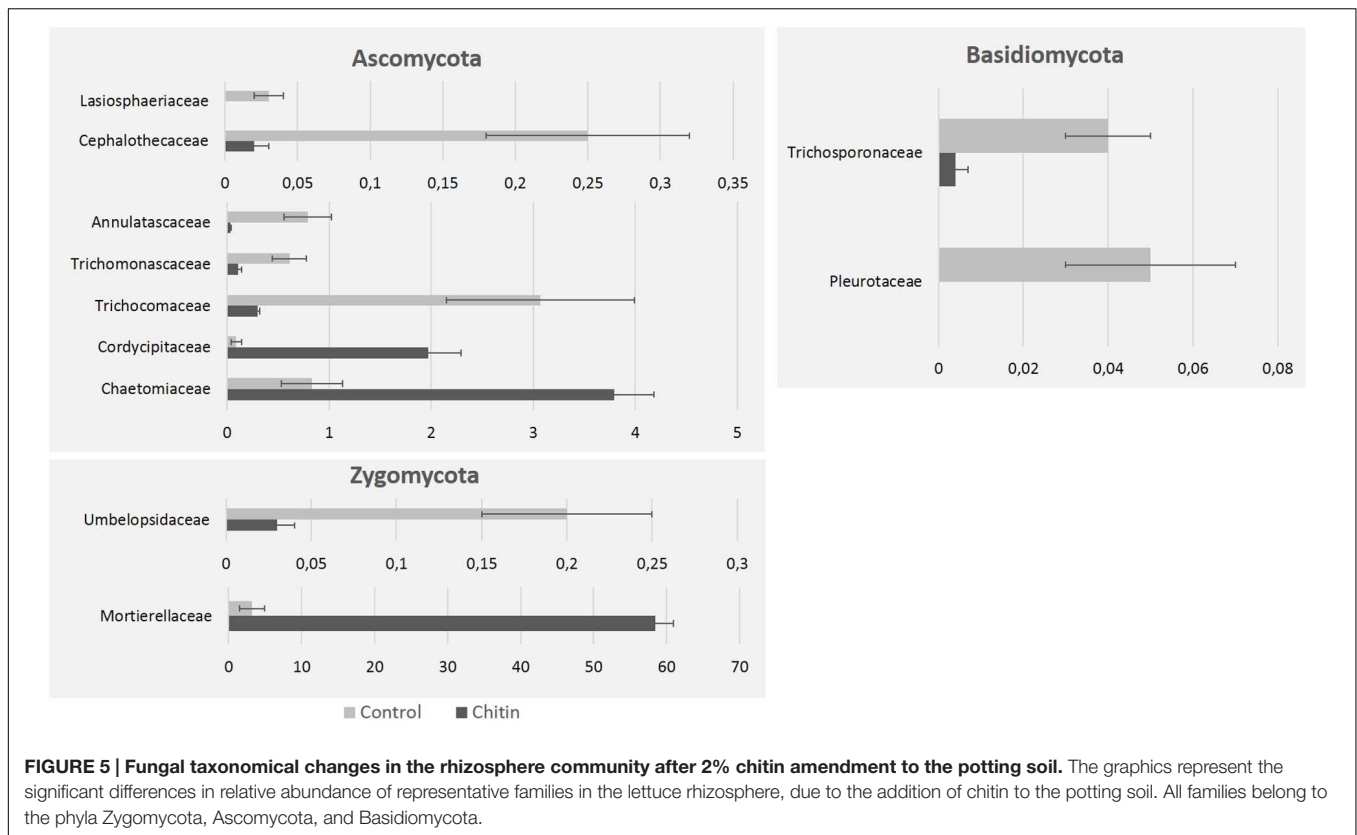 Ascomycota
Lasiosphaeriaceae
Cephalothecaceae
0 0,05 0,1 0,15 0,2 0,25 0,3 0,35
Annulatascaceae
Trichomonascaceae
Trichocomaceae
Cordycipitaceae
Chaetomiaceae
0 1 2 3 4 5
Basidiomycota
Trichosporonaceae
Pleurotaceae
0 0,02 0,04 0,06 0,08
Zygomycota
Umbelopsidaceae
0 0,05 0,1 0,15 0,2 0,25 0,3
Mortierellaceae
0 10 20 30 40 50 60 70
Control Chitin
FIGURE 5 | Fungal taxonomical changes in the rhizosphere community after 2% chitin amendment to the potting soil. The graphics represent the
significant differences in relative abundance of representative families in the lettuce rhizosphere, due to the addition of chitin to the potting soil. All families belong to
the phyla Zygomycota, Ascomycota, and Basidiomycota.